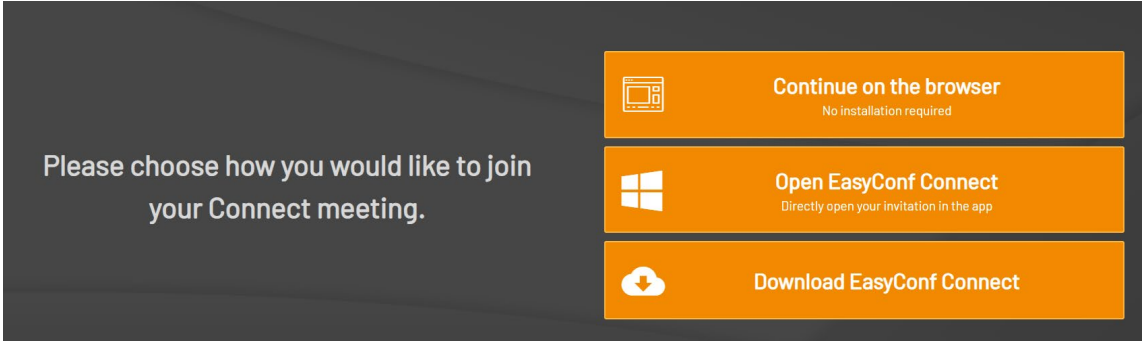 Please choose how you would like to join
your Connect meeting.
Continue on the browser
No installation required
Open EasyConf Connect
Directly open your invitation in the app
Download EasyConf Connect